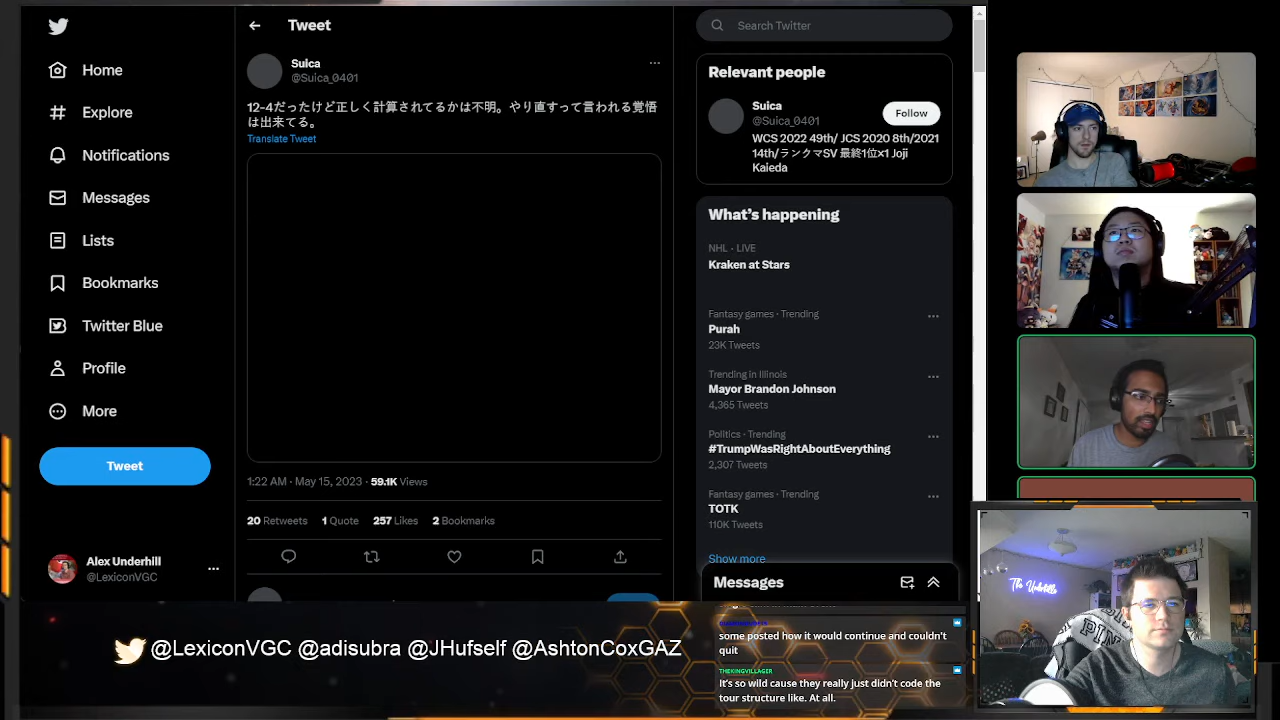 Home
Explore
Notifications
Messages
Lists
Bookmarks
Twitter Blue
Profile
More
Tweet
Alex Underhill
@LexiconVGC
Tweet
Suica
@Suica_0401
12-4だったけど正しく計算されてるかは不明。やり直すって言われる覚悟
は出来てる。
Translate Tweet
1:22 AM · May 15, 2023 · 59.1K Views
20 Retweets 1 Quote 257 Likes 2 Bookmarks
Search Twitter
Relevant people
Suica
@Suica_0401
Follow
WCS 2022 49th/ JCS 2020 8th/2021
14th/ランクマSV 最終1位×1 Joji
Kaieda
What's happening
NHL · LIVE
Kraken at Stars
Fantasy games · Trending
Purah
23K Tweets
Trending in Illinois
Mayor Brandon Johnson
4,365 Tweets
Politics · Trending
#TrumpWasRightAboutEverything
2,307 Tweets
Fantasy games · Trending
TOTK
110K Tweets
Show more
Messages
@LexiconVGC @adisubra @JHufself @AshtonCoxGAZ
some posted how it would continue and couldn't
quit
THEKINGVILLAGER
It's so wild cause they really just didn't code the
tour structure like. At all.